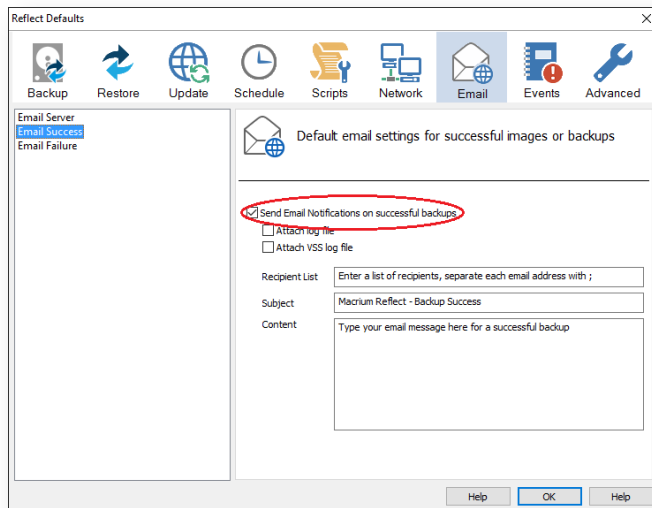 Reflect Defaults
Backup
Restore
Update
Schedule
Scripts
Network
Email
Events
Advanced
Email Server
Email Success
Email Failure
Default email settings for successful images or backups
Send Email Notifications on successful backups
Attach log file
Attach VSS log file
Recipient List
Enter a list of recipients, separate each email address with ;
Subject
Macrium Reflect - Backup Success
Content
Type your email message here for a successful backup
Help
OK
Help